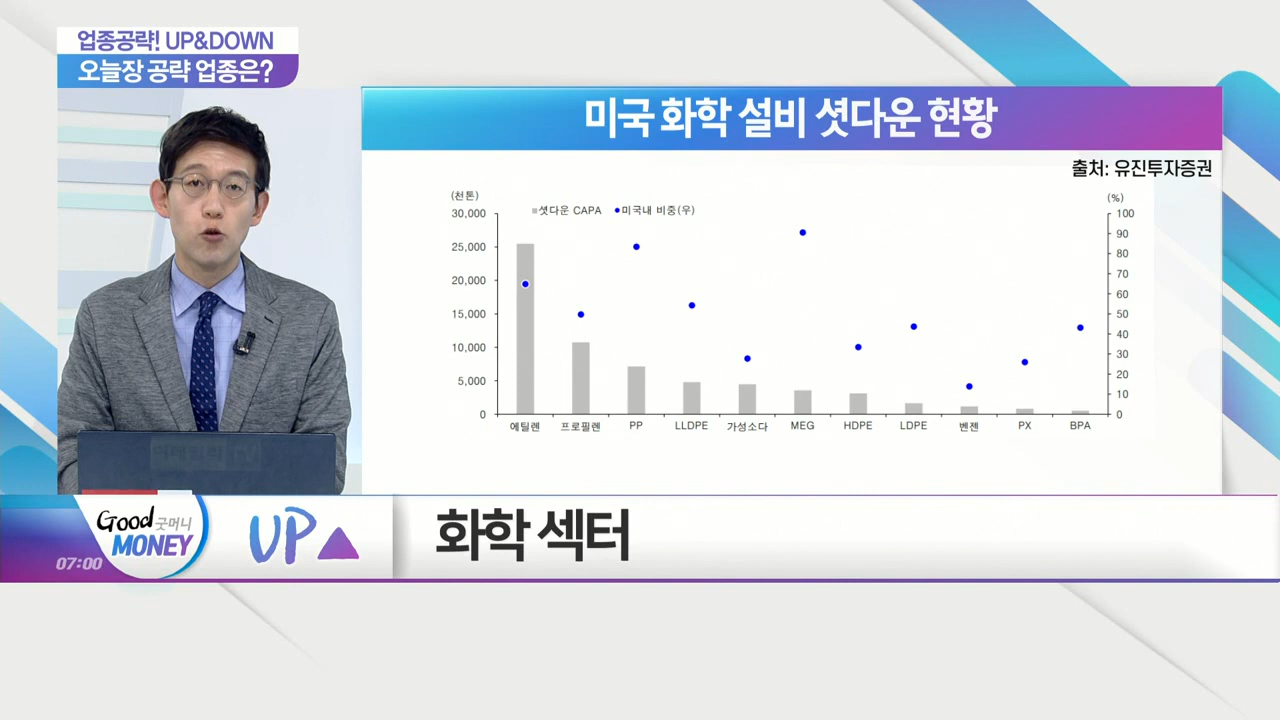 업종공략! UP&DOWN
오늘장 공략 업종은?
미국 화학 설비 셧다운 현황
출처: 유진투자증권
(천톤)
(%)
셧다운 CAPA
미국내 비중(우)
30,000
25,000
20,000
15,000
10,000
5,000
0
100
90
80
70
60
50
40
30
20
10
0
에틸렌 프로필렌 PP LLDPE 가성소다 MEG HDPE LDPE 벤젠 PX BPA
Good 굿머니
MONEY
07:00
UP
화학 섹터